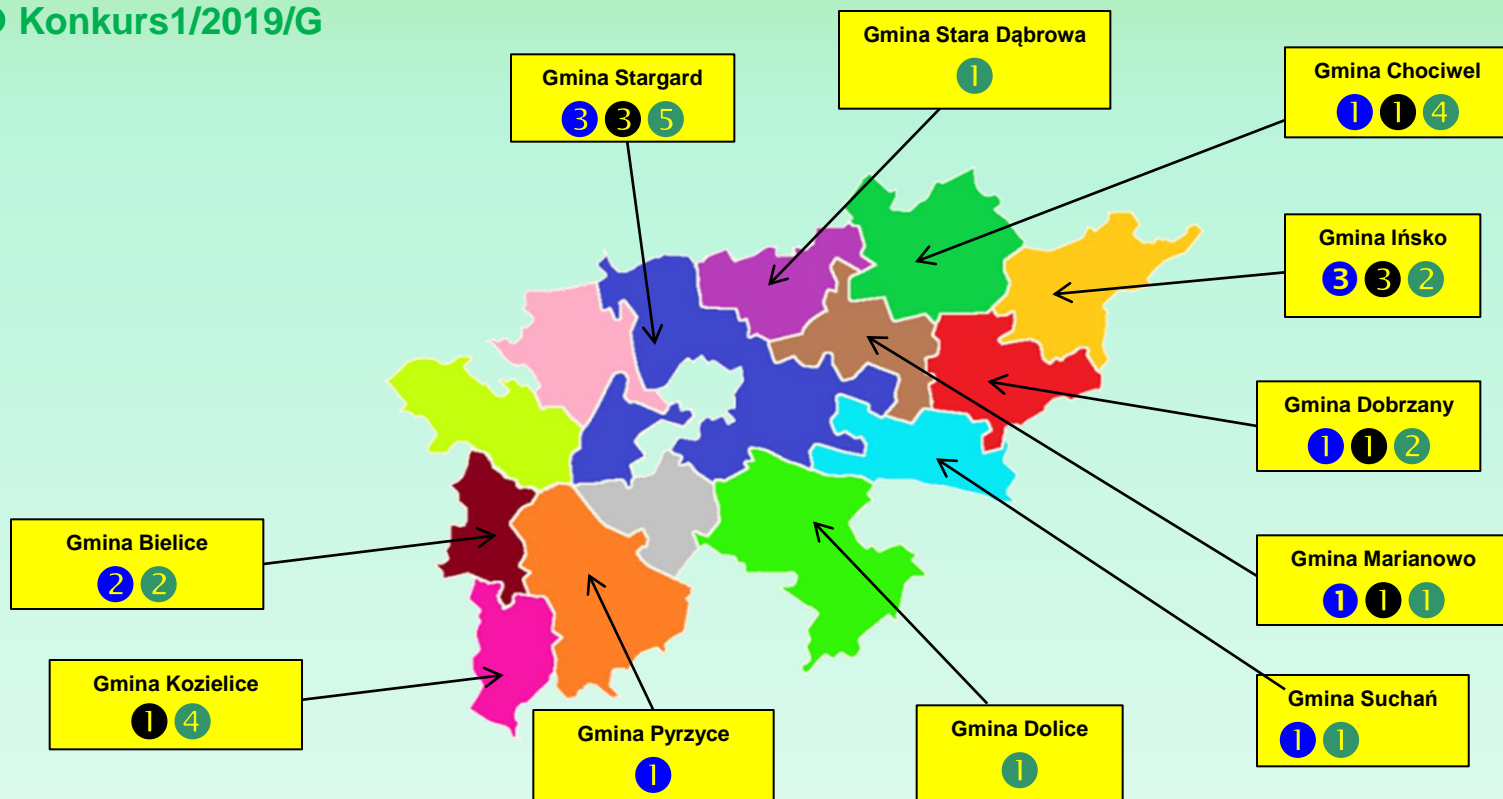 Konkurs1/2019/G
Gmina Stara Dąbrowa
1
Gmina Stargard
3 3 5
Gmina Chociwel
1 1 4
Gmina Ińsko
3 3 2
Gmina Dobrzany
1 1 2
Gmina Bielice
2 2
Gmina Marianowo
1 1 1
Gmina Kozielice
1 4
Gmina Suchań
1 1
Gmina Pyrzyce
1
Gmina Dolice
1